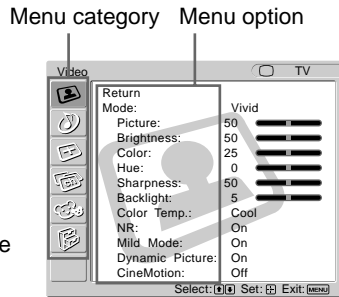 Menu category Menu option
Video TV
Return
Mode: Vivid
Picture: 50
Brightness: 50
Color: 25
Hue: 0
Sharpness: 50
Backlight: 5
Color Temp.: Cool
NR: On
Mild Mode: On
e
Dynamic Picture: On
CineMotion: Off
Select: Set: Exit: MENU